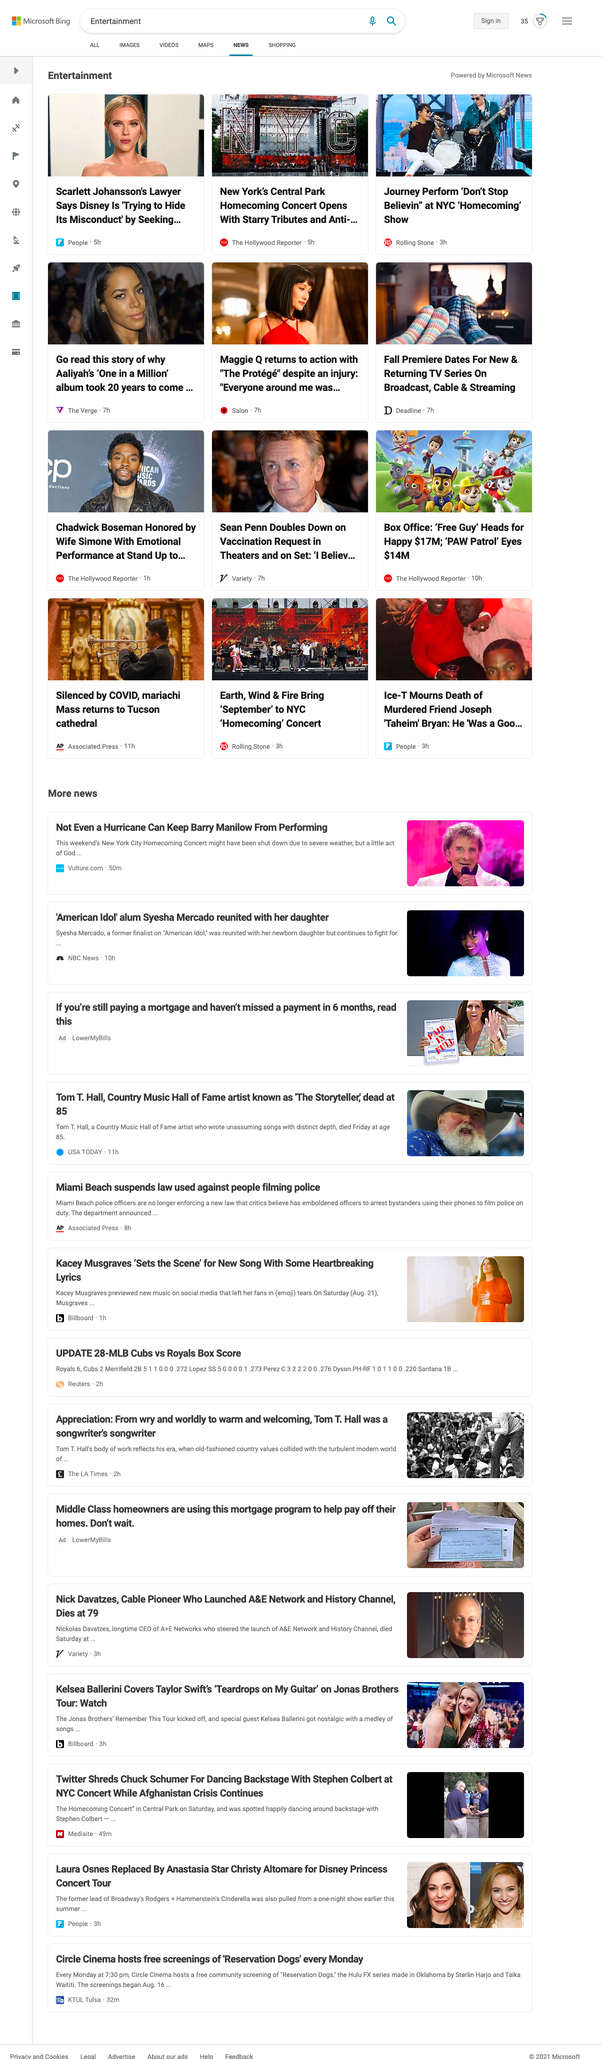 Microsoft Bing
Entertainment
Sign in
35
ALL IMAGES VIDEOS MAPS NEWS SHOPPING
Entertainment
Powered by Microsoft News
NYC
Scarlett Johansson's Lawyer
Says Disney Is 'Trying to Hide
Its Misconduct' by Seeking...
People · 5h
New York's Central Park
Homecoming Concert Opens
With Starry Tributes and Anti-...
The Hollywood Reporter · 5h
Journey Perform 'Don't Stop
Believin'' at NYC 'Homecoming'
Show
Rolling Stone · 3h
Go read this story of why
Aaliyah's 'One in a Million'
album took 20 years to come ...
The Verge · 7h
Maggie Q returns to action with
"The Protégé" despite an injury:
"Everyone around me was...
Salon · 7h
Fall Premiere Dates For New &
Returning TV Series On
Broadcast, Cable & Streaming
Deadline · 7h
Chadwick Boseman Honored by
Wife Simone With Emotional
Performance at Stand Up to...
The Hollywood Reporter · 1h
Sean Penn Doubles Down on
Vaccination Request in
Theaters and on Set: 'I Believ...
Variety · 7h
Box Office: 'Free Guy' Heads for
Happy $17M; 'PAW Patrol' Eyes
$14M
The Hollywood Reporter · 10h
Silenced by COVID, mariachi
Mass returns to Tucson
cathedral
AP Associated Press · 11h
Earth, Wind & Fire Bring
'September' to NYC
'Homecoming' Concert
Rolling Stone · 3h
Ice-T Mourns Death of
Murdered Friend Joseph
'Taheim' Bryan: He 'Was a Goo...
People · 3h
More news
Not Even a Hurricane Can Keep Barry Manilow From Performing
This weekend's New York City Homecoming Concert might have been shut down due to severe weather, but a little act
of God ...
Vulture.com · 50m
'American Idol' alum Syesha Mercado reunited with her daughter
Syesha Mercado, a former finalist on "American Idol," was reunited with her newborn daughter but continues to fight for
...
NBC News · 10h
If you're still paying a mortgage and haven't missed a payment in 6 months, read
this
Ad LowerMyBills
PAID IN FULL
Tom T. Hall, Country Music Hall of Fame artist known as 'The Storyteller,' dead at
85
Tom T. Hall, a Country Music Hall of Fame artist who wrote unassuming songs with distinct depth, died Friday at age
85.
USA TODAY · 11h
Miami Beach suspends law used against people filming police
Miami Beach police officers are no longer enforcing a new law that critics believe has emboldened officers to arrest bystanders using their phones to film police on
duty. The department announced ...
AP Associated Press · 8h
Kacey Musgraves 'Sets the Scene' for New Song With Some Heartbreaking
Lyrics
Kacey Musgraves previewed new music on social media that left her fans in (emoji) tears.On Saturday (Aug. 21),
Musgraves ...
Billboard · 1h
UPDATE 28-MLB Cubs vs Royals Box Score
Royals 6, Cubs 2 Merrifield 2B 5 1 1 0 0 0 .272 Lopez SS 5 0 0 0 0 1 .273 Perez C 3 2 2 2 0 0 .276 Dyson PH-RF 1 0 1 1 0 0 .220 Santana 1B ...
Reuters · 2h
Appreciation: From wry and worldly to warm and welcoming, Tom T. Hall was a
songwriter's songwriter
Tom T. Hall's body of work reflects his era, when old-fashioned country values collided with the turbulent modern world
of ...
The LA Times · 2h
Middle Class homeowners are using this mortgage program to help pay off their
homes. Don't wait.
Ad LowerMyBills
Nick Davatzes, Cable Pioneer Who Launched A&E Network and History Channel,
Dies at 79
Nickolas Davatzes, longtime CEO of A+E Networks who steered the launch of A&E Network and History Channel, died
Saturday at ...
Variety · 3h
Kelsea Ballerini Covers Taylor Swift's 'Teardrops on My Guitar' on Jonas Brothers
Tour: Watch
The Jonas Brothers' Remember This Tour kicked off, and special guest Kelsea Ballerini got nostalgic with a medley of
songs ...
Billboard · 3h
Twitter Shreds Chuck Schumer For Dancing Backstage With Stephen Colbert at
NYC Concert While Afghanistan Crisis Continues
The Homecoming Concert" in Central Park on Saturday, and was spotted happily dancing around backstage with
Stephen Colbert — ...
Mediaite · 49m
Laura Osnes Replaced By Anastasia Star Christy Altomare for Disney Princess
Concert Tour
The former lead of Broadway's Rodgers + Hammerstein's Cinderella was also pulled from a one-night show earlier this
summer ...
People · 3h
Circle Cinema hosts free screenings of 'Reservation Dogs' every Monday
Every Monday at 7:30 pm, Circle Cinema hosts a free community screening of "Reservation Dogs," the Hulu FX series made in Oklahoma by Sterlin Harjo and Taika
Waititi. The screenings began Aug. 16 ...
KTUL Tulsa · 32m
Privacy and Cookies Legal Advertise About our ads Help Feedback
© 2021 Microsoft